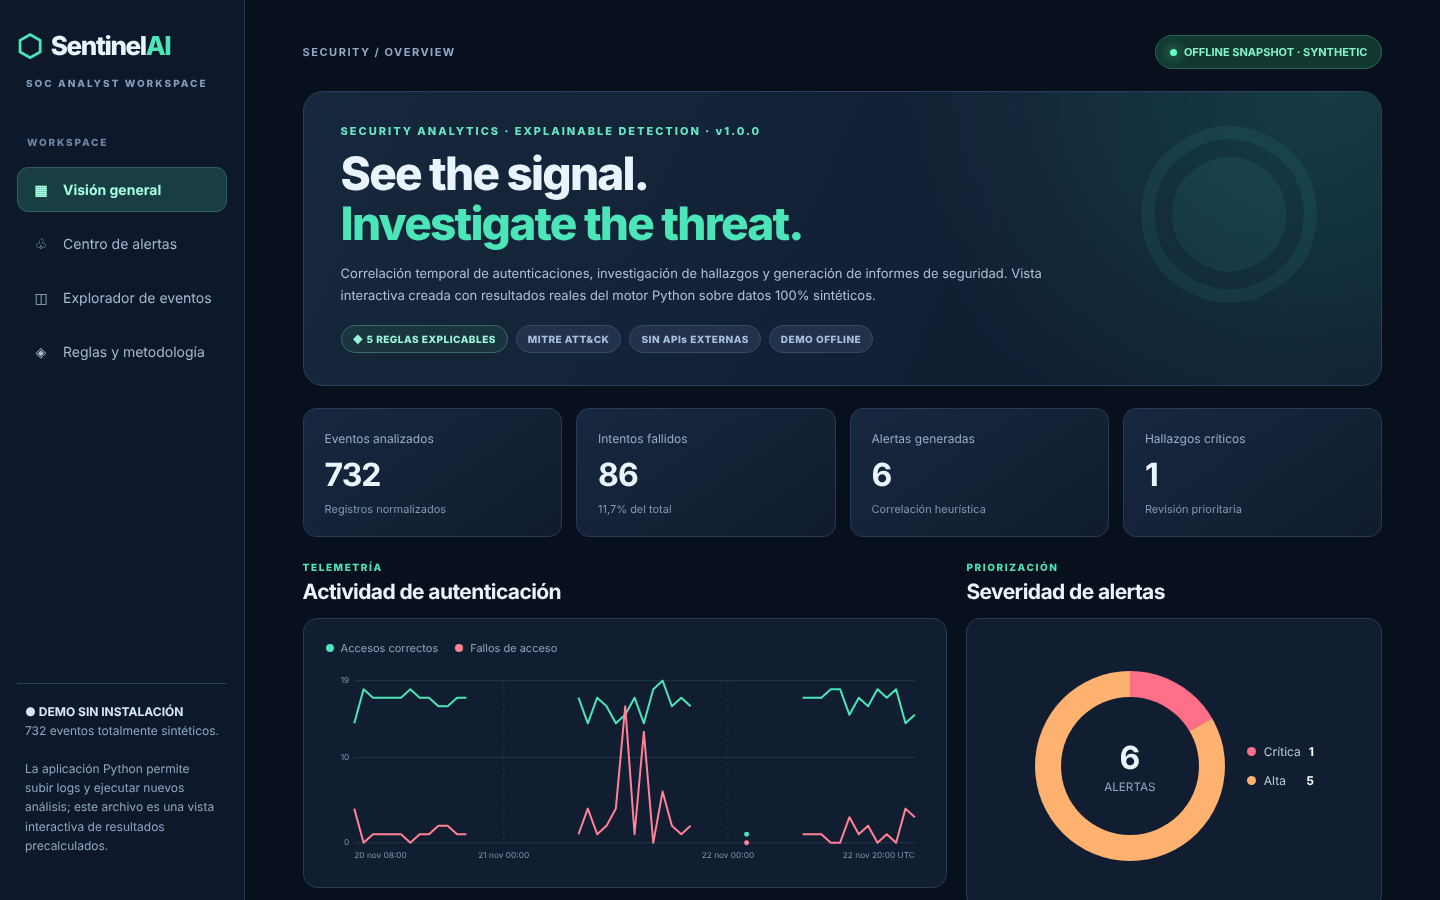 SentinelAI
SOC ANALYST WORKSPACE
WORKSPACE
Visión general
Centro de alertas
Explorador de eventos
Reglas y metodología
DEMO SIN INSTALACIÓN
732 eventos totalmente sintéticos.
La aplicación Python permite
subir logs y ejecutar nuevos
análisis; este archivo es una vista
interactiva de resultados
precalculados.
SECURITY / OVERVIEW
OFFLINE SNAPSHOT · SYNTHETIC
SECURITY ANALYTICS · EXPLAINABLE DETECTION · v1.0.0
See the signal.
Investigate the threat.
Correlación temporal de autenticaciones, investigación de hallazgos y generación de informes de seguridad. Vista
interactiva creada con resultados reales del motor Python sobre datos 100% sintéticos.
◆ 5 REGLAS EXPLICABLES
MITRE ATT&CK
SIN APIs EXTERNAS
DEMO OFFLINE
Eventos analizados
732
Registros normalizados
Intentos fallidos
86
11,7% del total
Alertas generadas
6
Correlación heurística
Hallazgos críticos
1
Revisión prioritaria
TELEMETRÍA
Actividad de autenticación
Accesos correctos
Fallos de acceso
19
10
0
20 nov 08:00
21 nov 00:00
22 nov 00:00
22 nov 20:00 UTC
PRIORIZACIÓN
Severidad de alertas
6
ALERTAS
Crítica 1
Alta 5